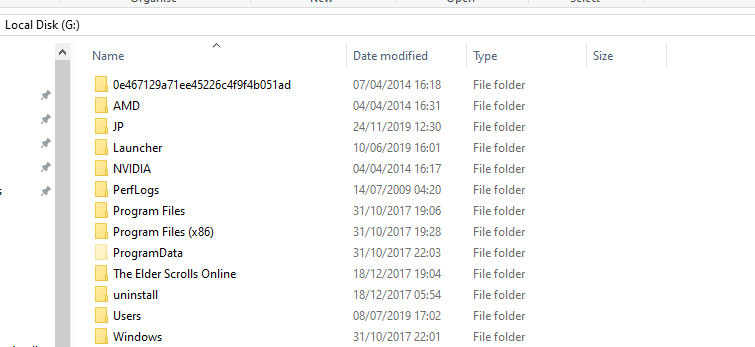 Organise New Open Select
Local Disk (G:)
Name Date modified Type Size
0e467129a71ee45226c4f9f4b051ad 07/04/2014 16:18 File folder
AMD 04/04/2014 16:31 File folder
JP 24/11/2019 12:30 File folder
Launcher 10/06/2019 16:01 File folder
NVIDIA 04/04/2014 16:17 File folder
PerfLogs 14/07/2009 04:20 File folder
Program Files 31/10/2017 19:06 File folder
Program Files (x86) 31/10/2017 19:28 File folder
ProgramData 31/10/2017 22:03 File folder
The Elder Scrolls Online 18/12/2017 19:04 File folder
uninstall 18/12/2017 05:54 File folder
Users 08/07/2019 17:02 File folder
Windows 31/10/2017 22:01 File folder